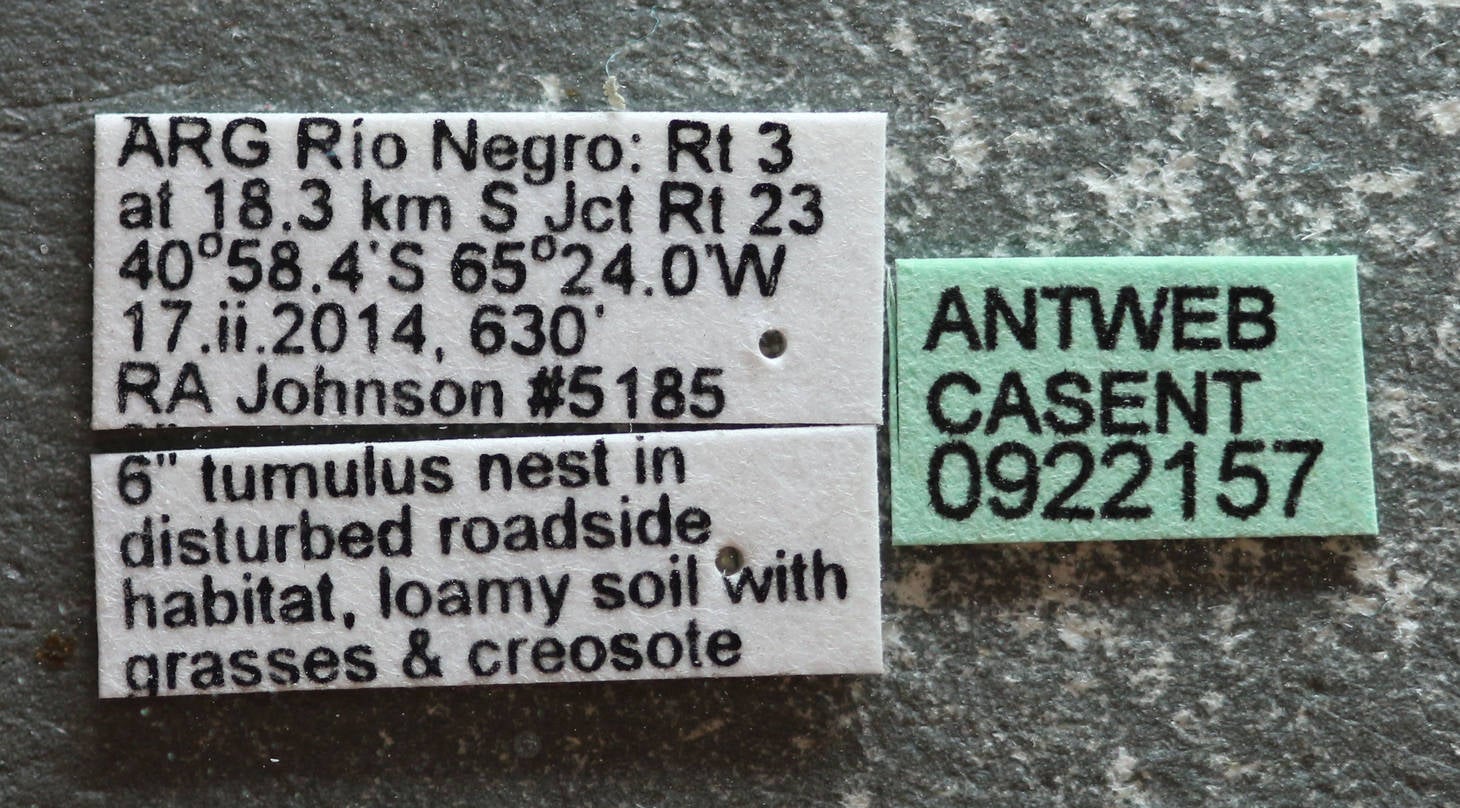 ARG Río Negro: Rt 3
at 18.3 km S Jct Rt 23
40°58.4'S 65°24.0'W
17.ii.2014, 630'
RA Johnson #5185
6" tumulus nest in
disturbed roadside
habitat, loamy soil with
grasses & creosote
ANTWEB
CASENT
0922157